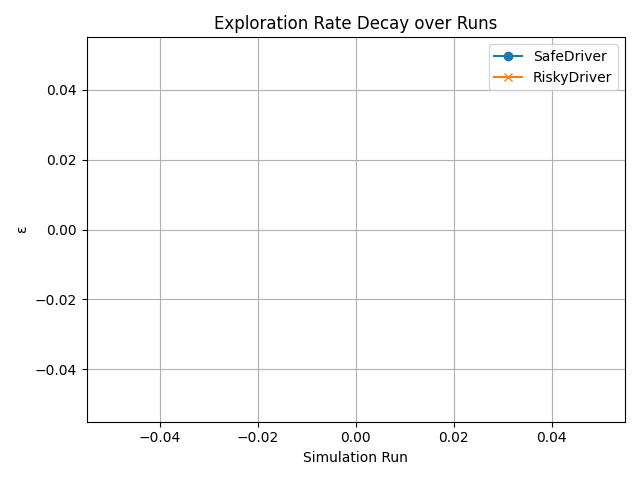 Exploration Rate Decay over Runs
SafeDriver
RiskyDriver
0.04
0.02
0.00
−0.02
−0.04
ε
−0.04
−0.02
0.00
0.02
0.04
Simulation Run